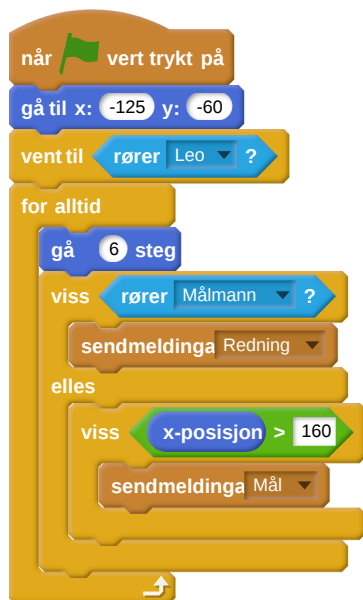 når vert trykt på
gå til x: -125 y: -60
vent til rører Leo ?
for alltid
gå 6 steg
viss rører Målmann ?
sendmeldinga Redning
elles
viss x-posisjon > 160
sendmeldinga Mål